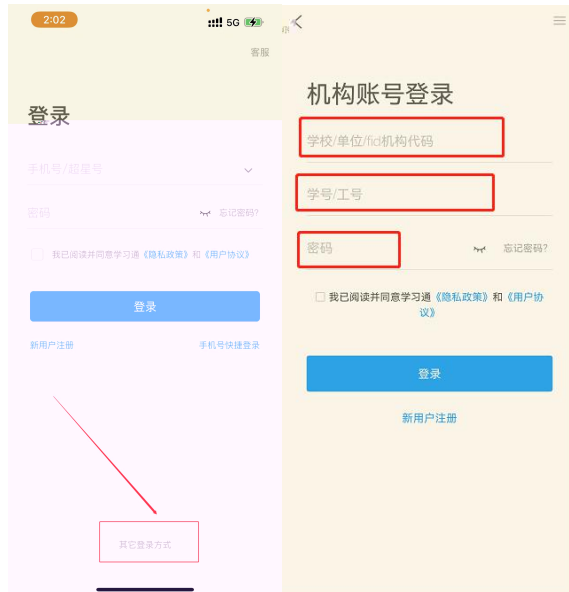 2:02
5G
客服
登录
手机号/超星号
密码
忘记密码?
我已阅读并同意学习通《隐私政策》和《用户协议》
登录
新用户注册
手机号快捷登录
其它登录方式
机构账号登录
学校/单位/fid机构代码
学号/工号
密码
忘记密码?
我已阅读并同意学习通《隐私政策》和《用户协
议》
登录
新用户注册